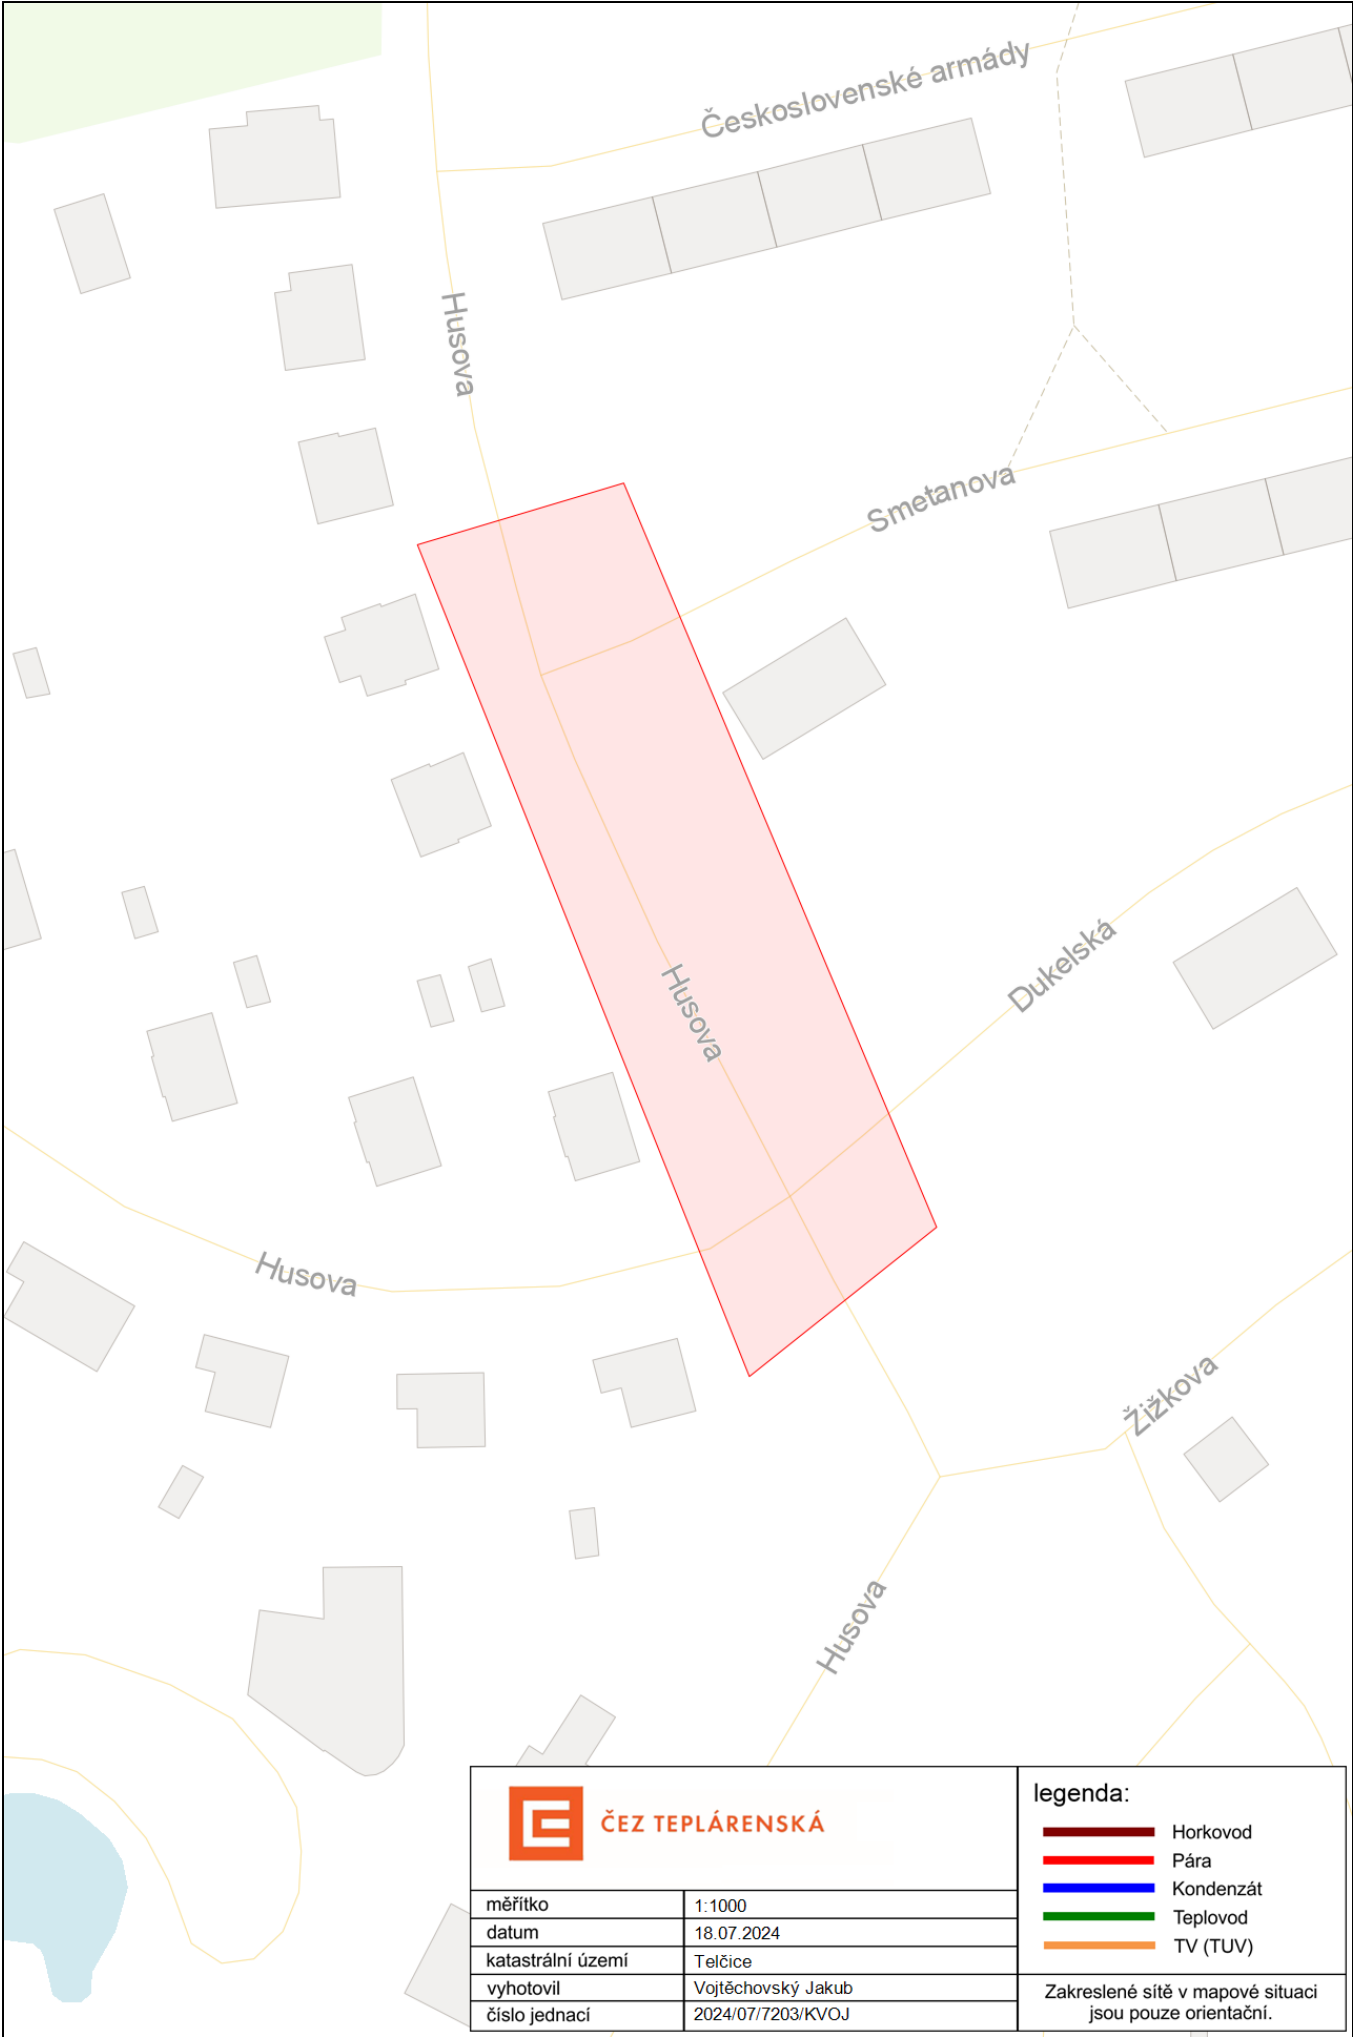 Československé armády
Husova
Smetanova
Husova
Dukelská
Husova
Žižkova
Husova
ČEZ TEPLÁRENSKÁ
měřítko 1:1000
datum 18.07.2024
katastrální území Telčice
vyhotovil Vojtěchovský Jakub
číslo jednací 2024/07/7203/KVOJ
legenda:
Horkovod
Pára
Kondenzát
Teplovod
TV (TUV)
Zakreslené sítě v mapové situaci
jsou pouze orientační.